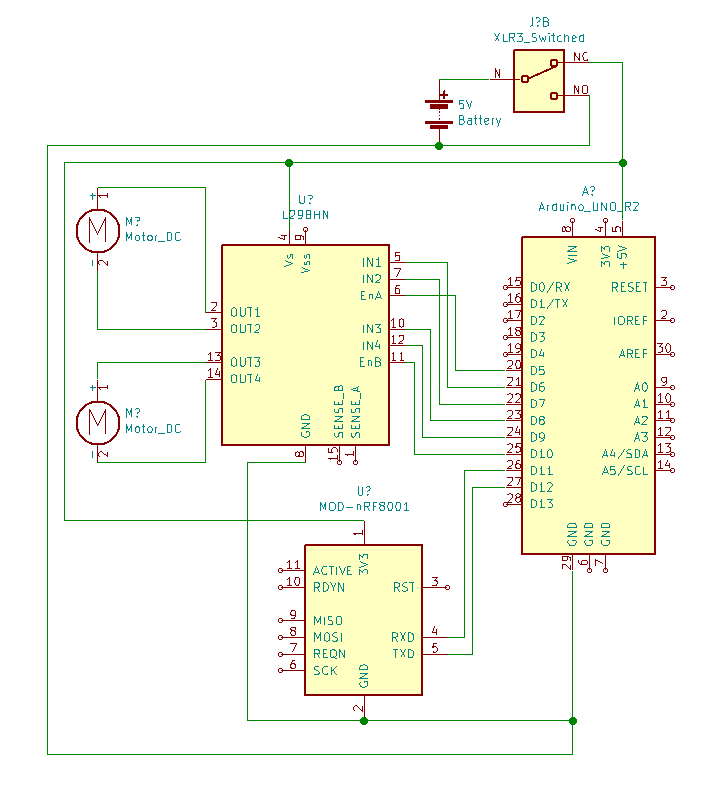 J?B
XLR3_Switched
N
NC
NO
+
5V
Battery
A?
Arduino_UNO_R2
8
4
5
VIN
3V3
+5V
15 D0/RX
16 D1/TX
17 D2
18 D3
19 D4
20 D5
21 D6
22 D7
23 D8
24 D9
25 D10
26 D11
27 D12
28 D13
RESET 3
IOREF 2
AREF 30
A0 9
A1 10
A2 11
A3 12
A4/SDA 13
A5/SCL 14
GND
GND
GND
29
6
7
U?
L298HN
4
9
Vs
Vss
IN1 5
IN2 7
EnA 6
IN3 10
IN4 12
EnB 11
2 OUT1
3 OUT2
13 OUT3
14 OUT4
GND
SENSE_B
SENSE_A
8
15
1
+
1
M
M?
Motor_DC
-
2
+
1
M
M?
Motor_DC
-
2
U?
MOD-nRF8001
1
3V3
11 ACTIVE
10 RDYN
9 MISO
8 MOSI
7 REQN
6 SCK
RST 3
RXD 4
TXD 5
GND
2